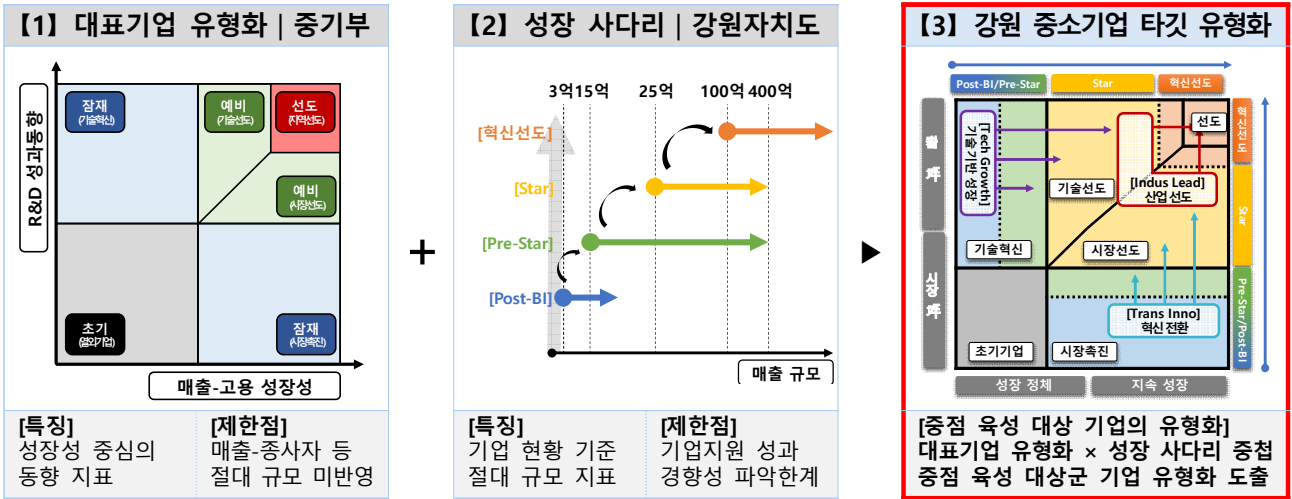 【1】 대표기업 유형화 | 중기부
R&D 성과동향
잠재
(기술혁신)
예비
(기술선도)
선도
(지역선도)
예비
(시장선도)
초기
(열외기업)
잠재
(시장촉진)
매출-고용 성장성
[특징]
성장성 중심의
동향 지표
[제한점]
매출-종사자 등
절대 규모 미반영
+
【2】 성장 사다리 | 강원자치도
3억 15억 25억 100억 400억
[혁신선도]
[Star]
[Pre-Star]
[Post-BI]
매출 규모
[특징]
기업 현황 기준
절대 규모 지표
[제한점]
기업지원 성과
경향성 파악한계
【3】 강원 중소기업 타깃 유형화
Post-BI/Pre-Star
Star
혁신선도
시장
[Tech Growth]
기술기반 성장
기술혁신
기술선도
[Indus Lead]
산업 선도
선도
시장선도
[Trans Inno]
혁신 전환
초기기업
시장촉진
혁신선도
Star
Pre-Star/Post-BI
성장 정체
지속 성장
[중점 육성 대상 기업의 유형화]
대표기업 유형화 × 성장 사다리 중첩
중점 육성 대상군 기업 유형화 도출